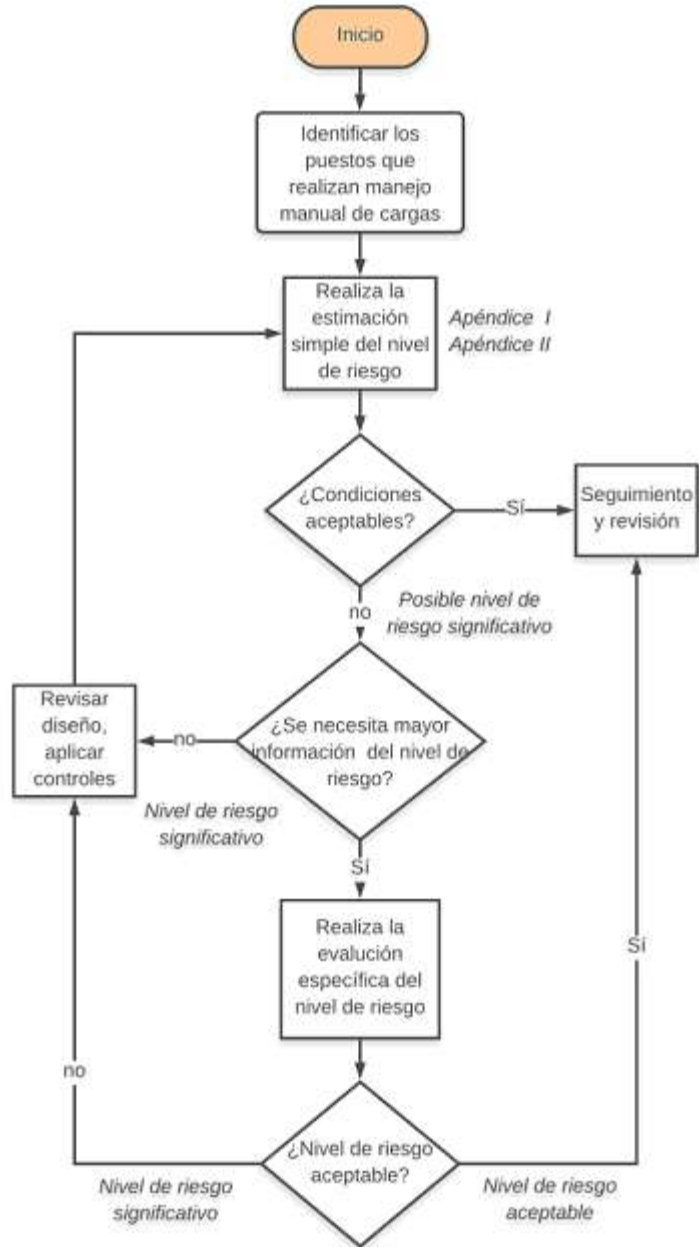 Inicio
Identificar los
puestos que
realizan manejo
manual de cargas
Realiza la
estimación
simple del nivel
de riesgo
Apéndice I
Apéndice II
¿Condiciones
aceptables?
Sí
Seguimiento
y revisión
no
Posible nivel de
riesgo significativo
¿Se necesita mayor
información del nivel de
riesgo?
no
Revisar
diseño,
aplicar
controles
Nivel de riesgo
significativo
Sí
Realiza la
evalución
específica del
nivel de riesgo
Sí
no
¿Nivel de riesgo
aceptable?
Nivel de riesgo
significativo
Nivel de riesgo
aceptable